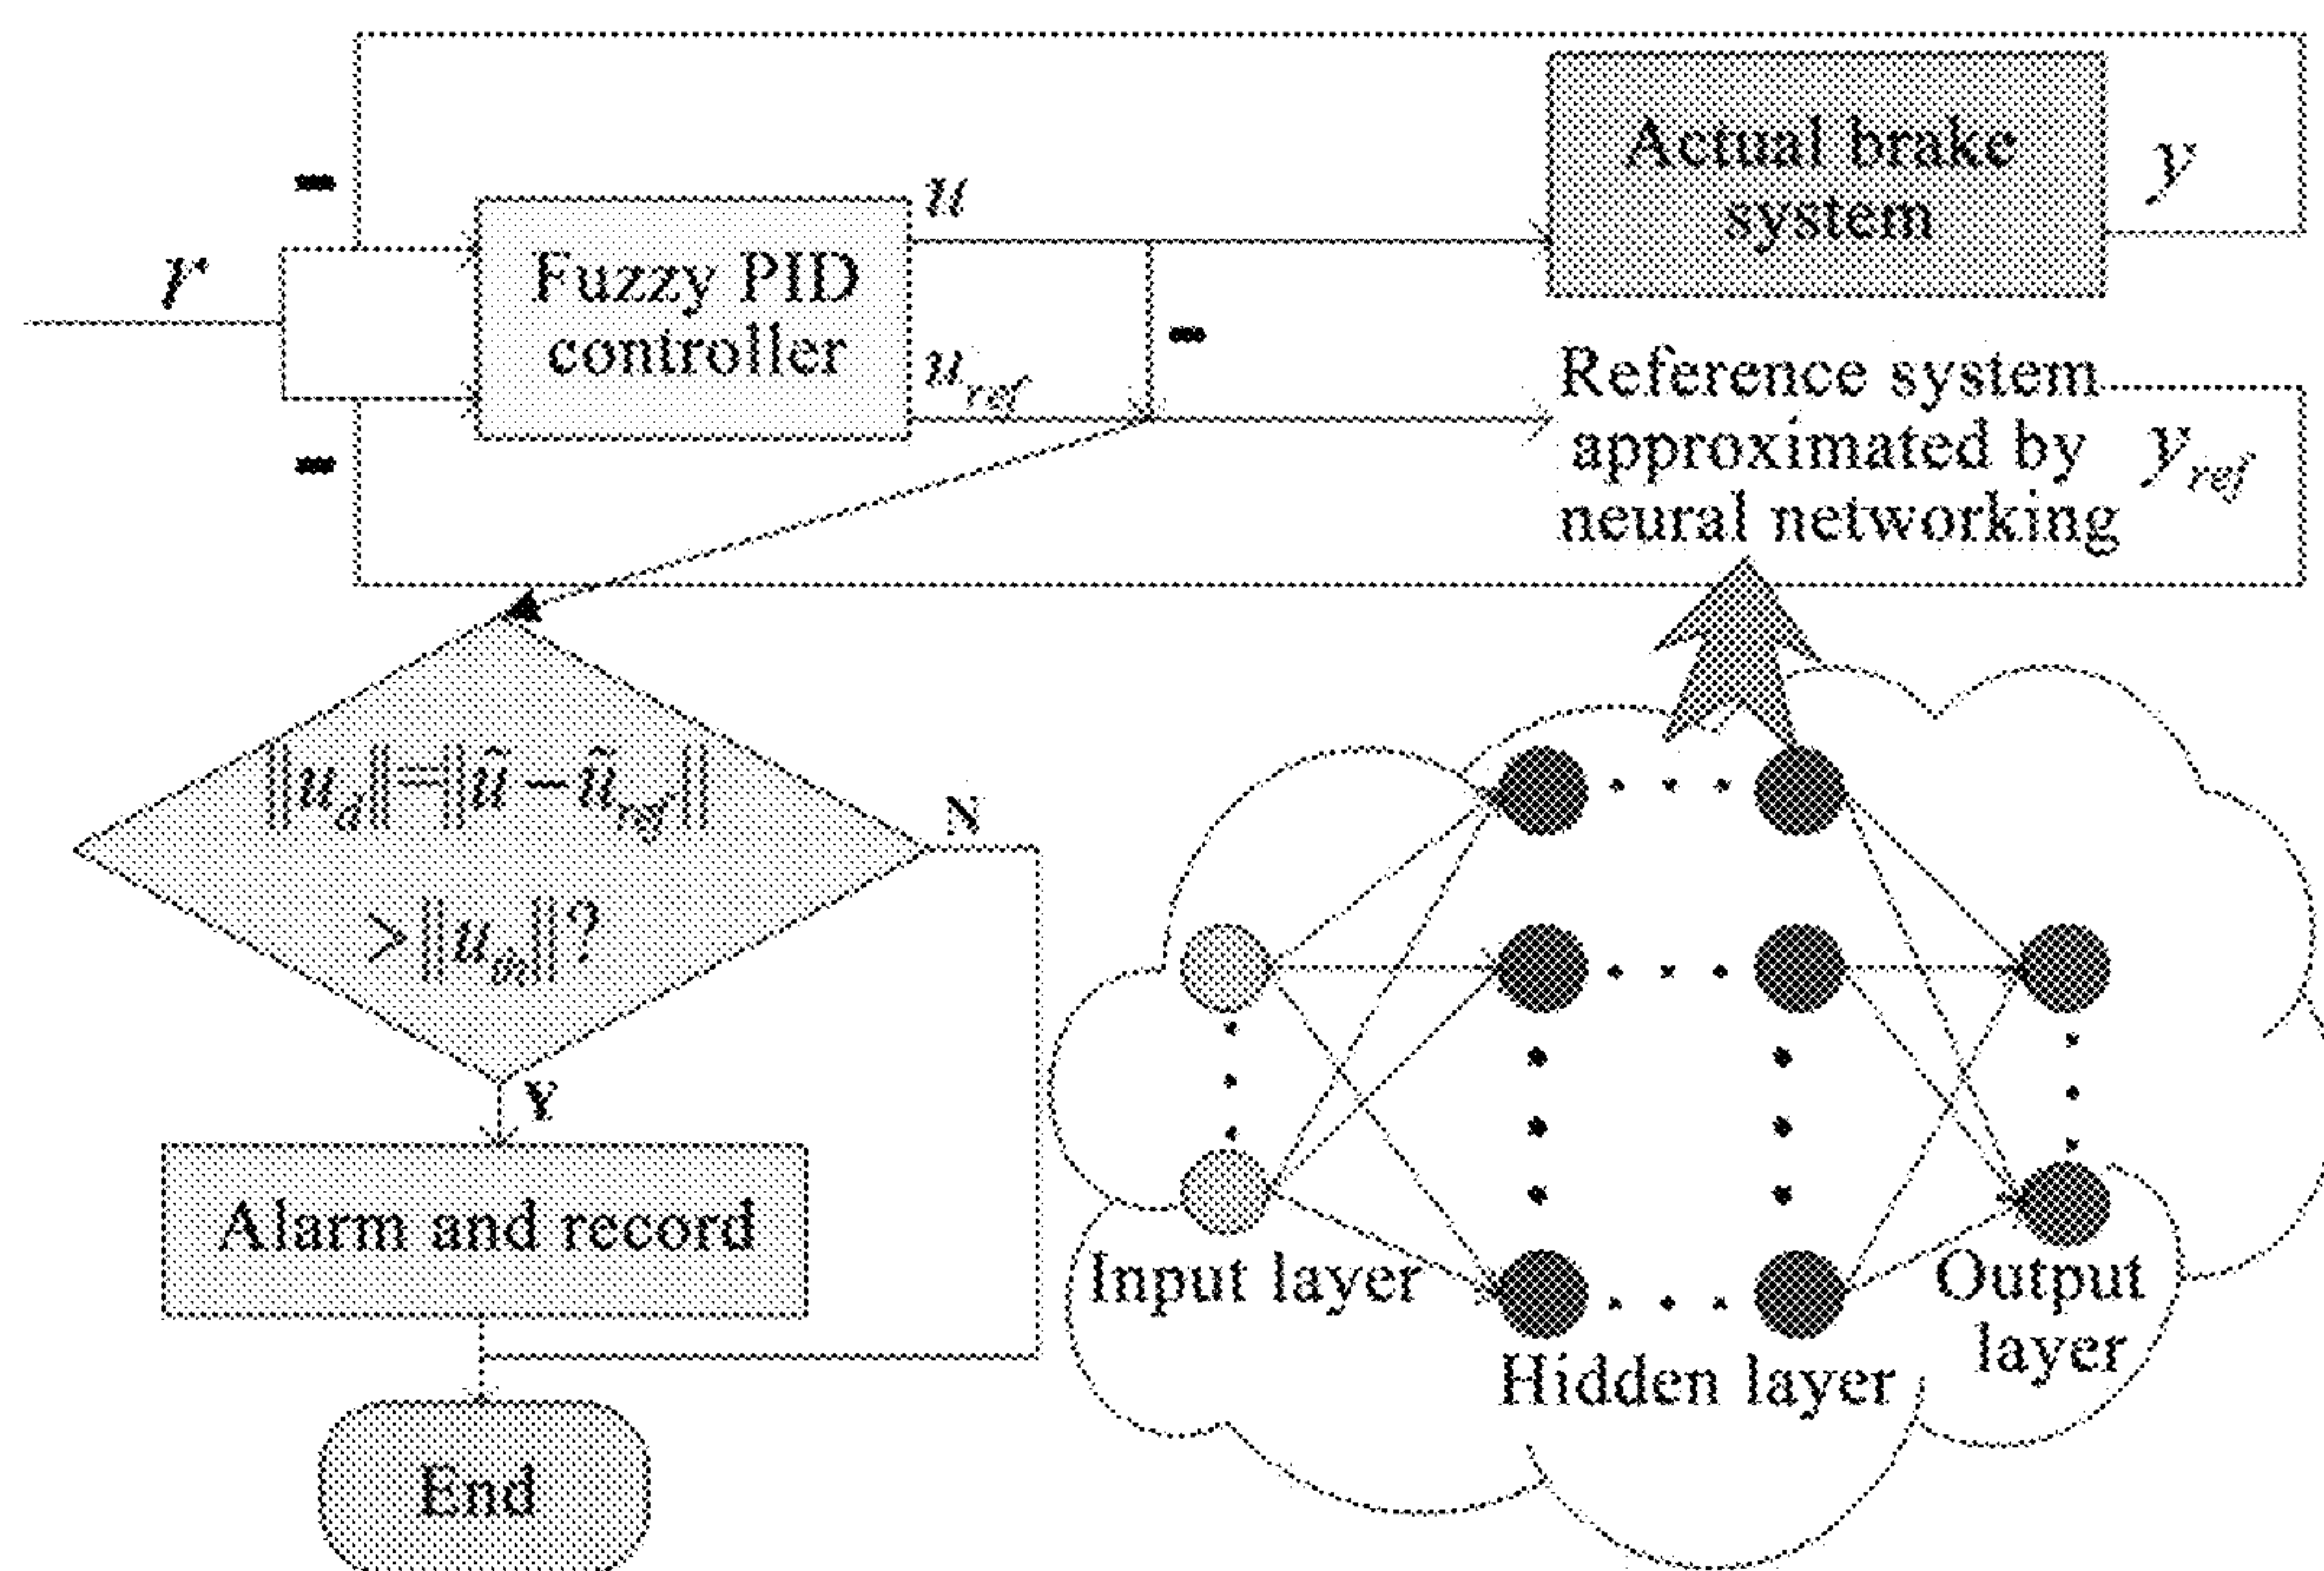 Actual brake
system
y
u
r
Fuzzy PID
controller
u_ref
Reference system
approximated by
neural networking
y_ref
||u_d||=||û−û_ref||
>||u_th||?
N
Y
Alarm and record
End
Input layer
Hidden layer
Output
layer